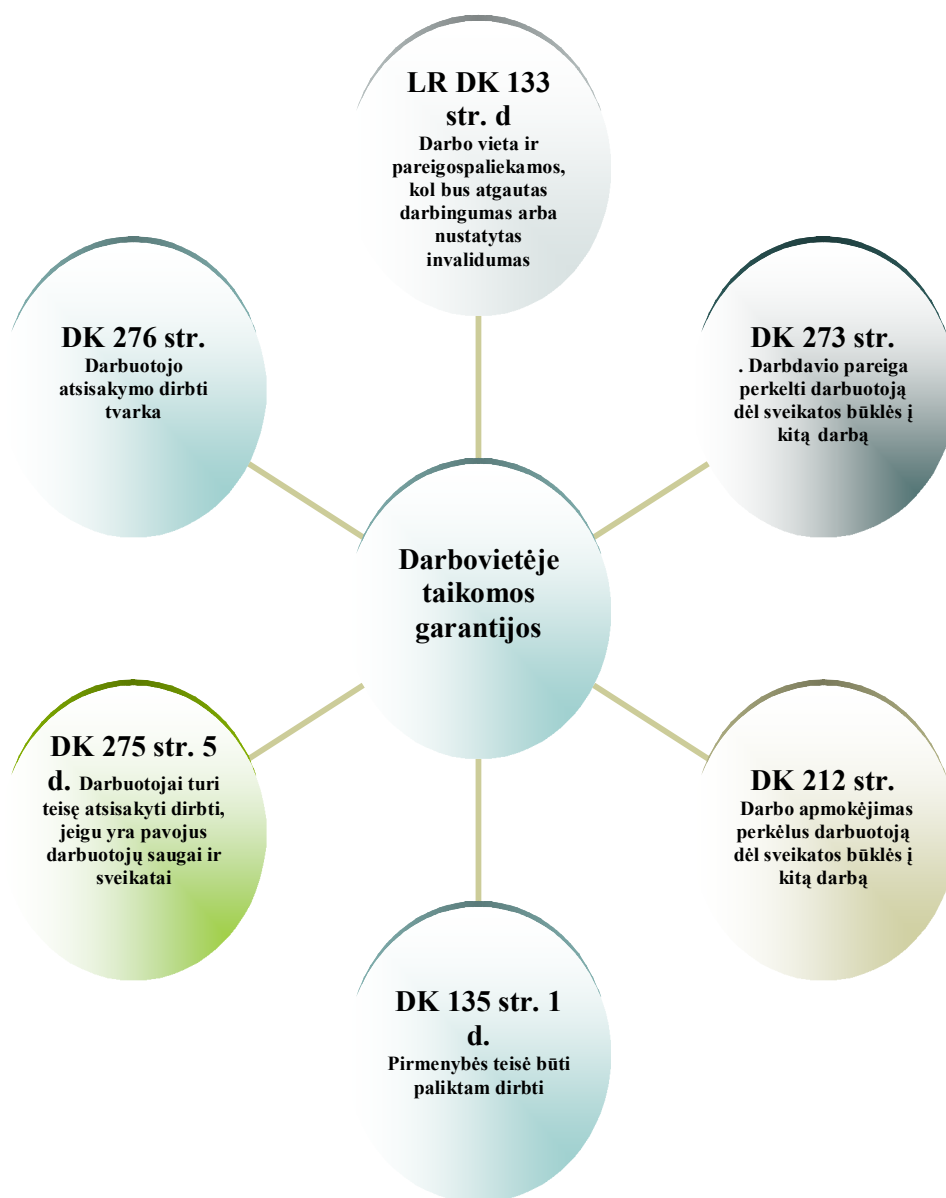 LR DK 133
str. d
Darbo vieta ir
pareigospaliekamos,
kol bus atgautas
darbingumas arba
nustatytas
invalidumas
DK 276 str.
Darbuotojo
atsisakymo dirbti
tvarka
DK 273 str.
. Darbdavio pareiga
perkelti darbuotoją
dėl sveikatos būklės į
kitą darbą
Darbovietėje
taikomos
garantijos
DK 275 str. 5
d. Darbuotojai turi
teisę atsisakyti dirbti,
jeigu yra pavojus
darbuotojų saugai ir
sveikatai
DK 212 str.
Darbo apmokėjimas
perkėlus darbuotoją
dėl sveikatos būklės į
kitą darbą
DK 135 str. 1
d.
Pirmenybės teisė būti
paliktam dirbti